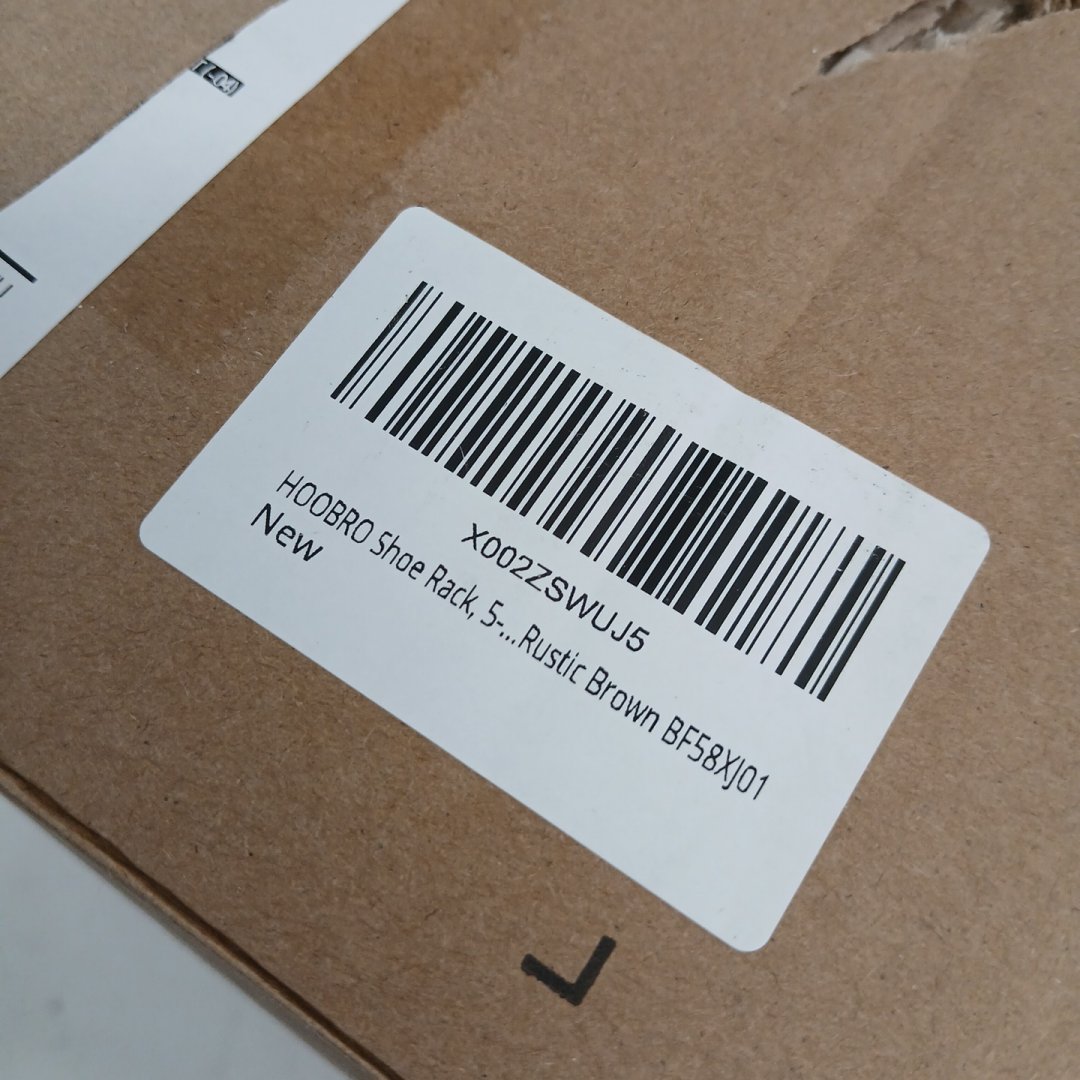 X002ZSWUJ5
HOOBRO Shoe Rack, 5-...Rustic Brown BF58XJ01
New